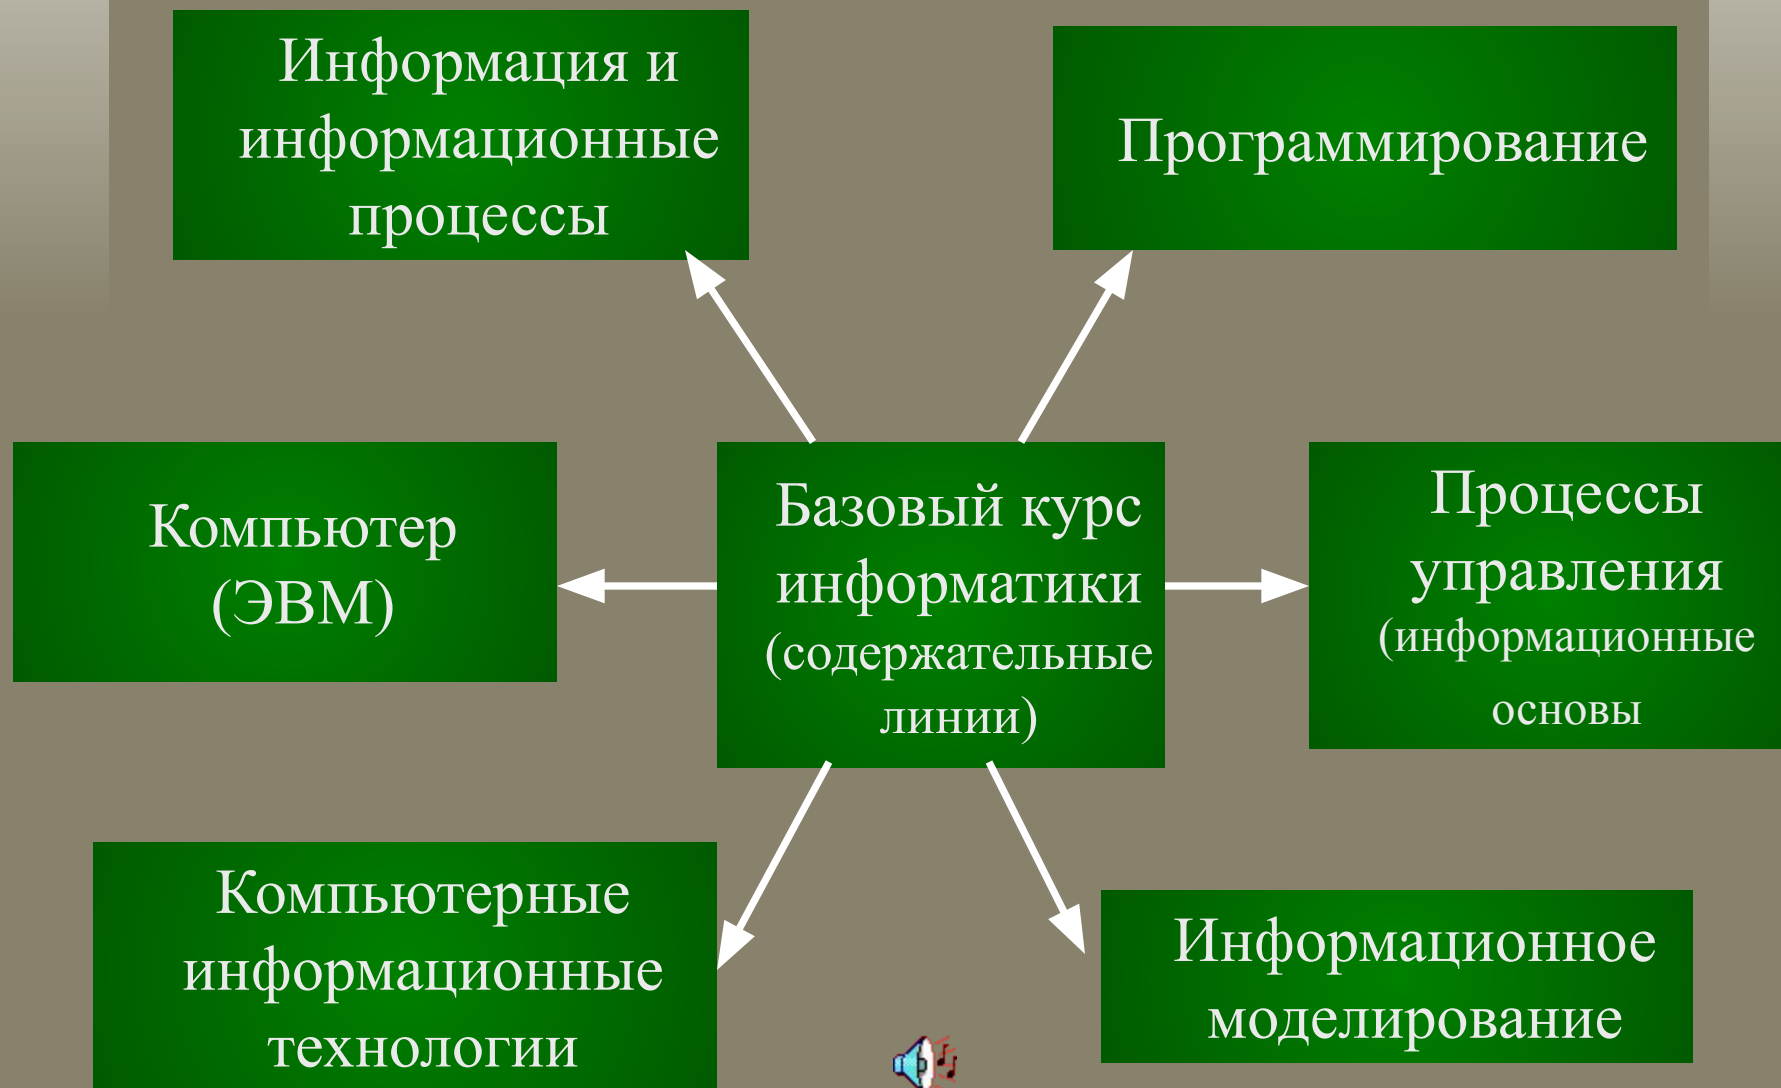 Информация и
информационные
процессы
Программирование
Компьютер
(ЭВМ)
Базовый курс
информатики
(содержательные
линии)
Процессы
управления
(информационные
основы
Компьютерные
информационные
технологии
Информационное
моделирование